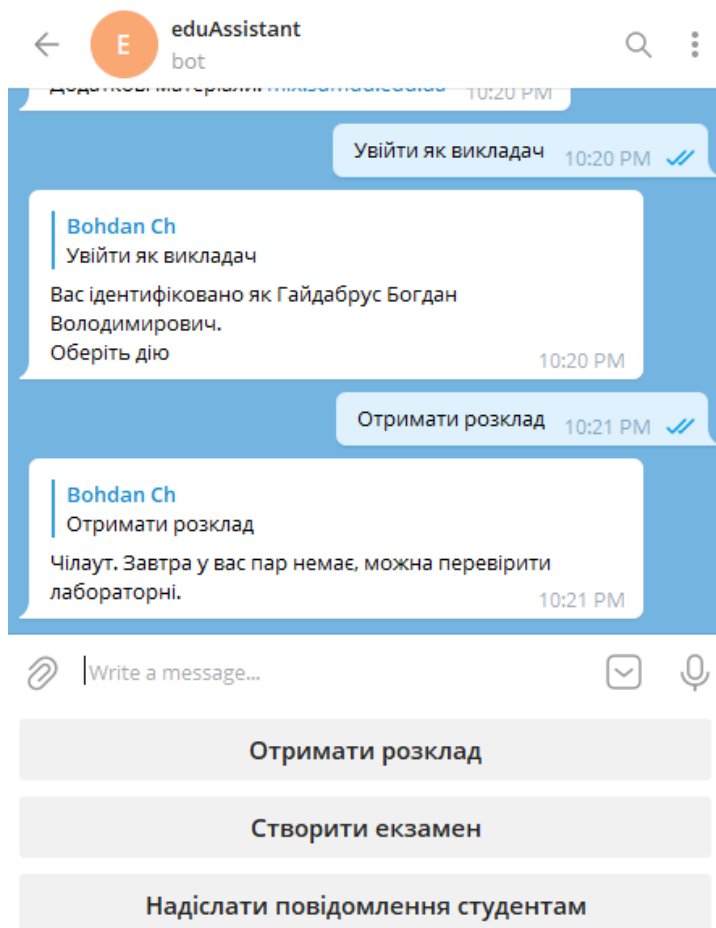 eduAssistant
E
bot
10:20 PM
Увійти як викладач 10:20 PM
Bohdan Ch
Увійти як викладач
Вас ідентифіковано як Гайдабрус Богдан
Володимирович.
Оберіть дію
10:20 PM
Отримати розклад 10:21 PM
Bohdan Ch
Отримати розклад
Чілаут. Завтра у вас пар немає, можна перевірити
лабораторні.
10:21 PM
Write a message...
Отримати розклад
Створити екзамен
Надіслати повідомлення студентам